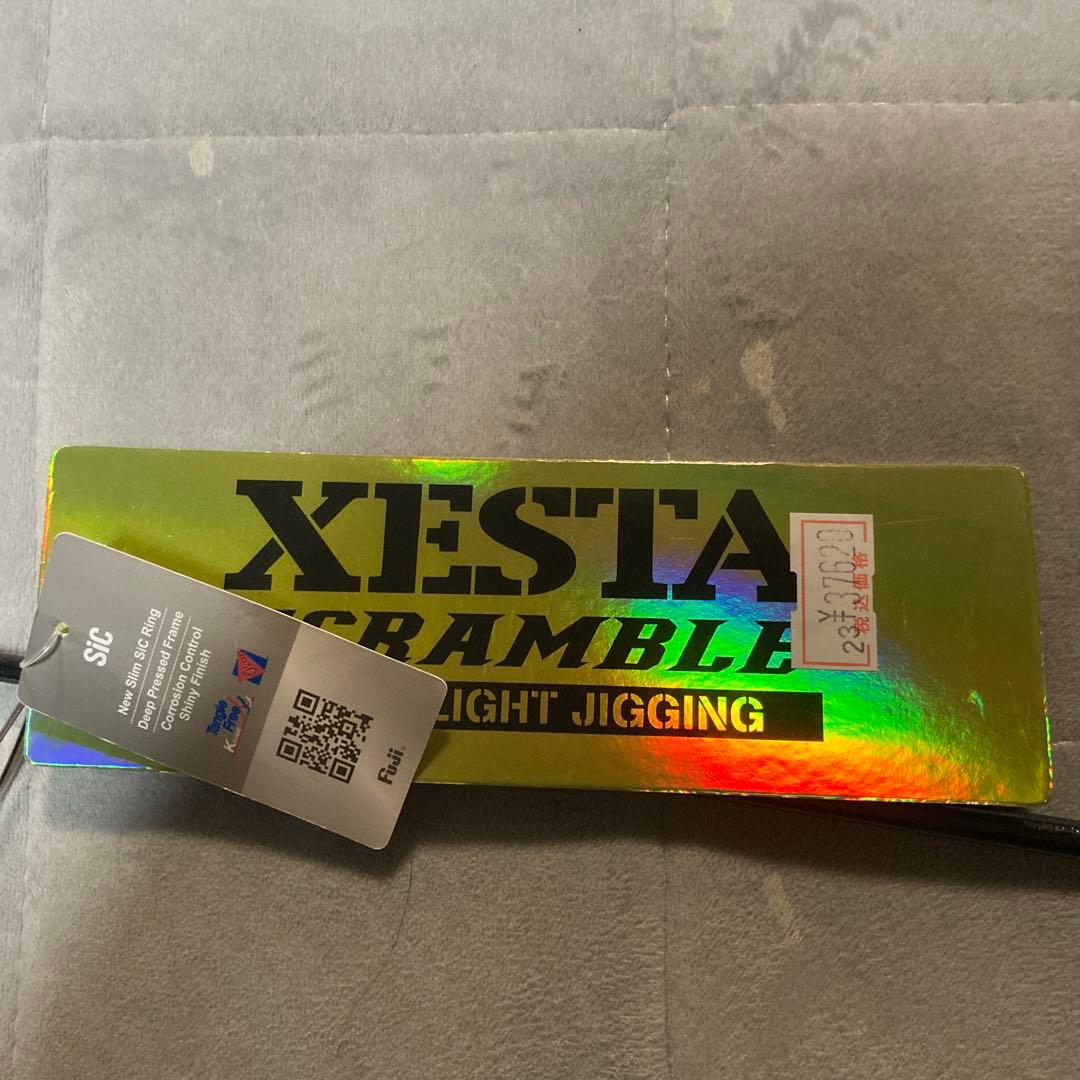 XESTA
SCRAMBLE
LIGHT JIGGING
¥
23#37620
税込価格
SiC
New Slim SiC Ring
Deep Pressed Frame
Corrosion Control
Shiny Finish
Tangle
Free
Fuji